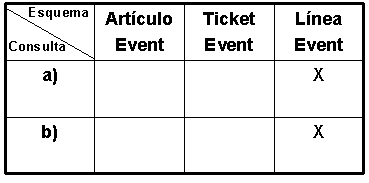 Esquema
Consulta
Artículo Event
Ticket Event
Línea Event
a) X
b) X